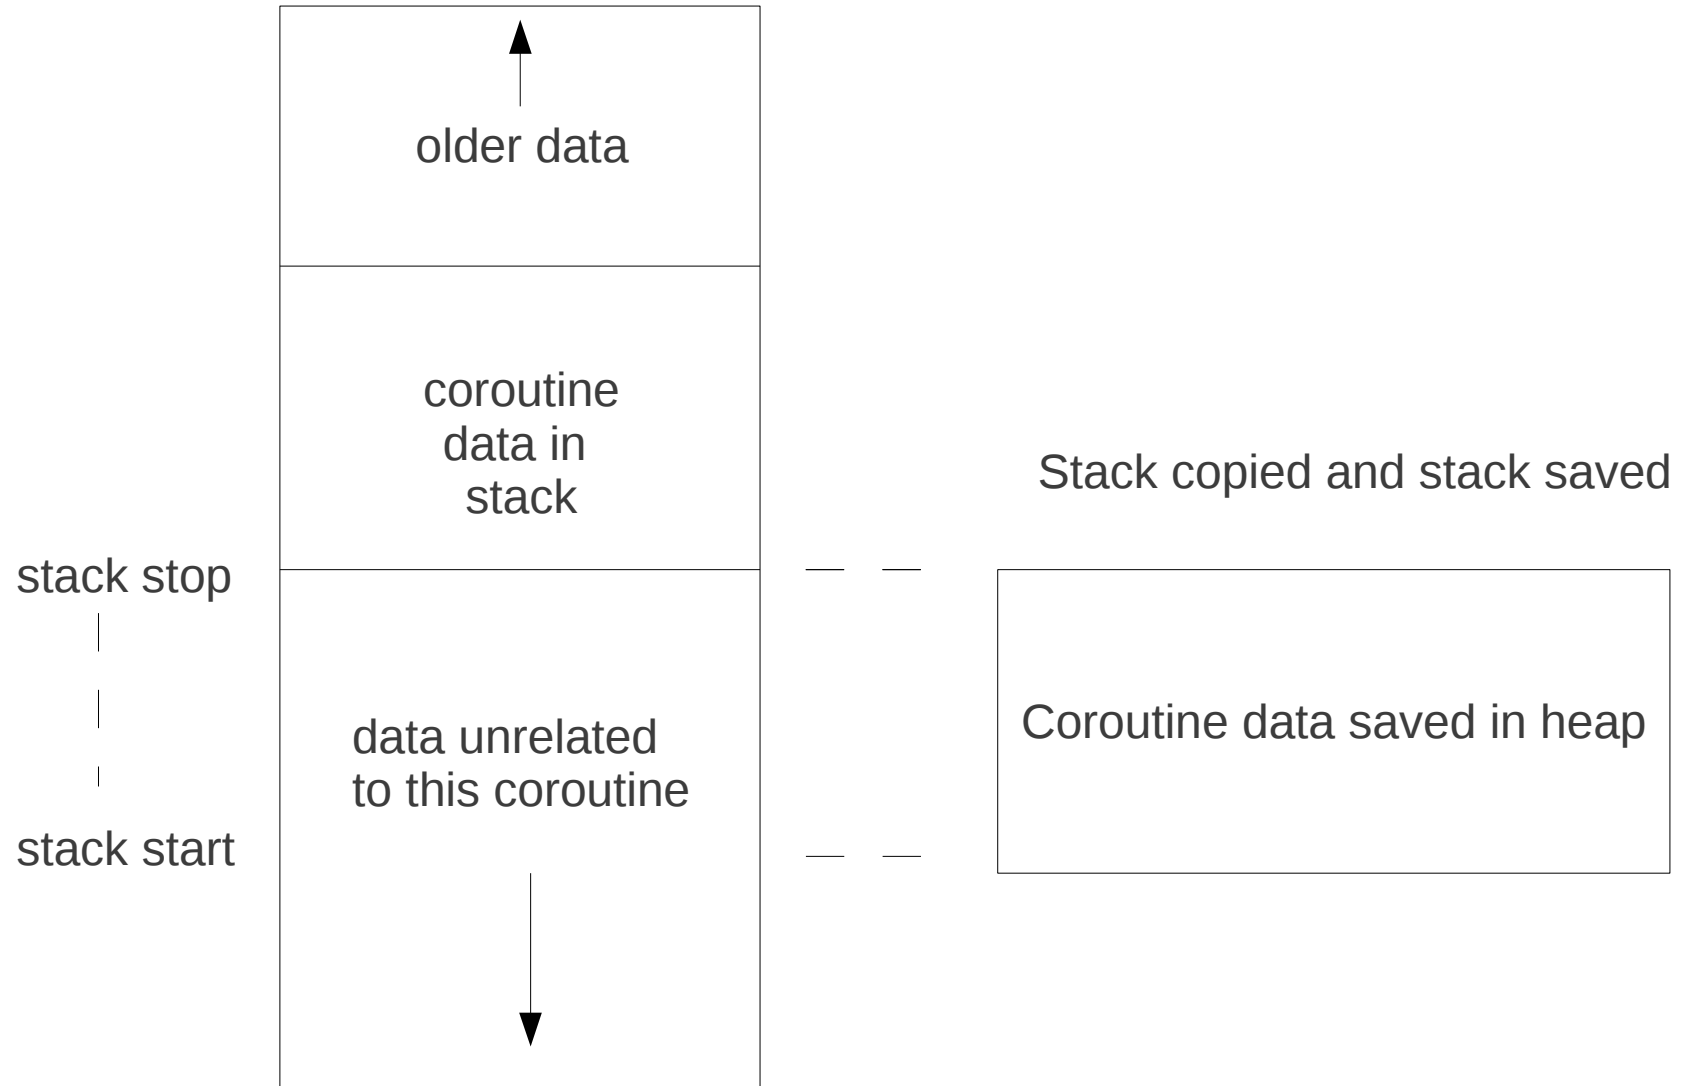 older data
coroutine
data in
stack
Stack copied and stack saved
stack stop
data unrelated
to this coroutine
Coroutine data saved in heap
stack start